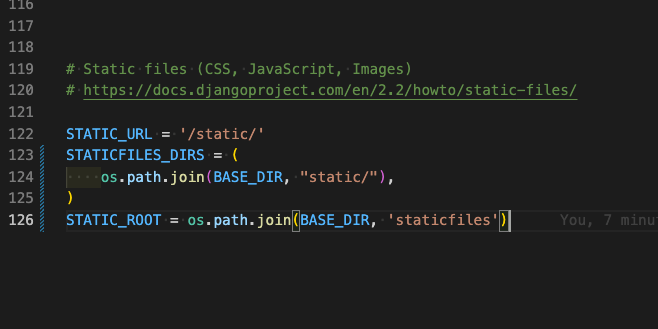 116
117
118
119 # Static files (CSS, JavaScript, Images)
120 # https://docs.djangoproject.com/en/2.2/howto/static-files/
121
122 STATIC_URL = '/static/'
123 STATICFILES_DIRS = (
124     os.path.join(BASE_DIR, "static/"),
125 )
126 STATIC_ROOT = os.path.join(BASE_DIR, 'staticfiles') You, 7